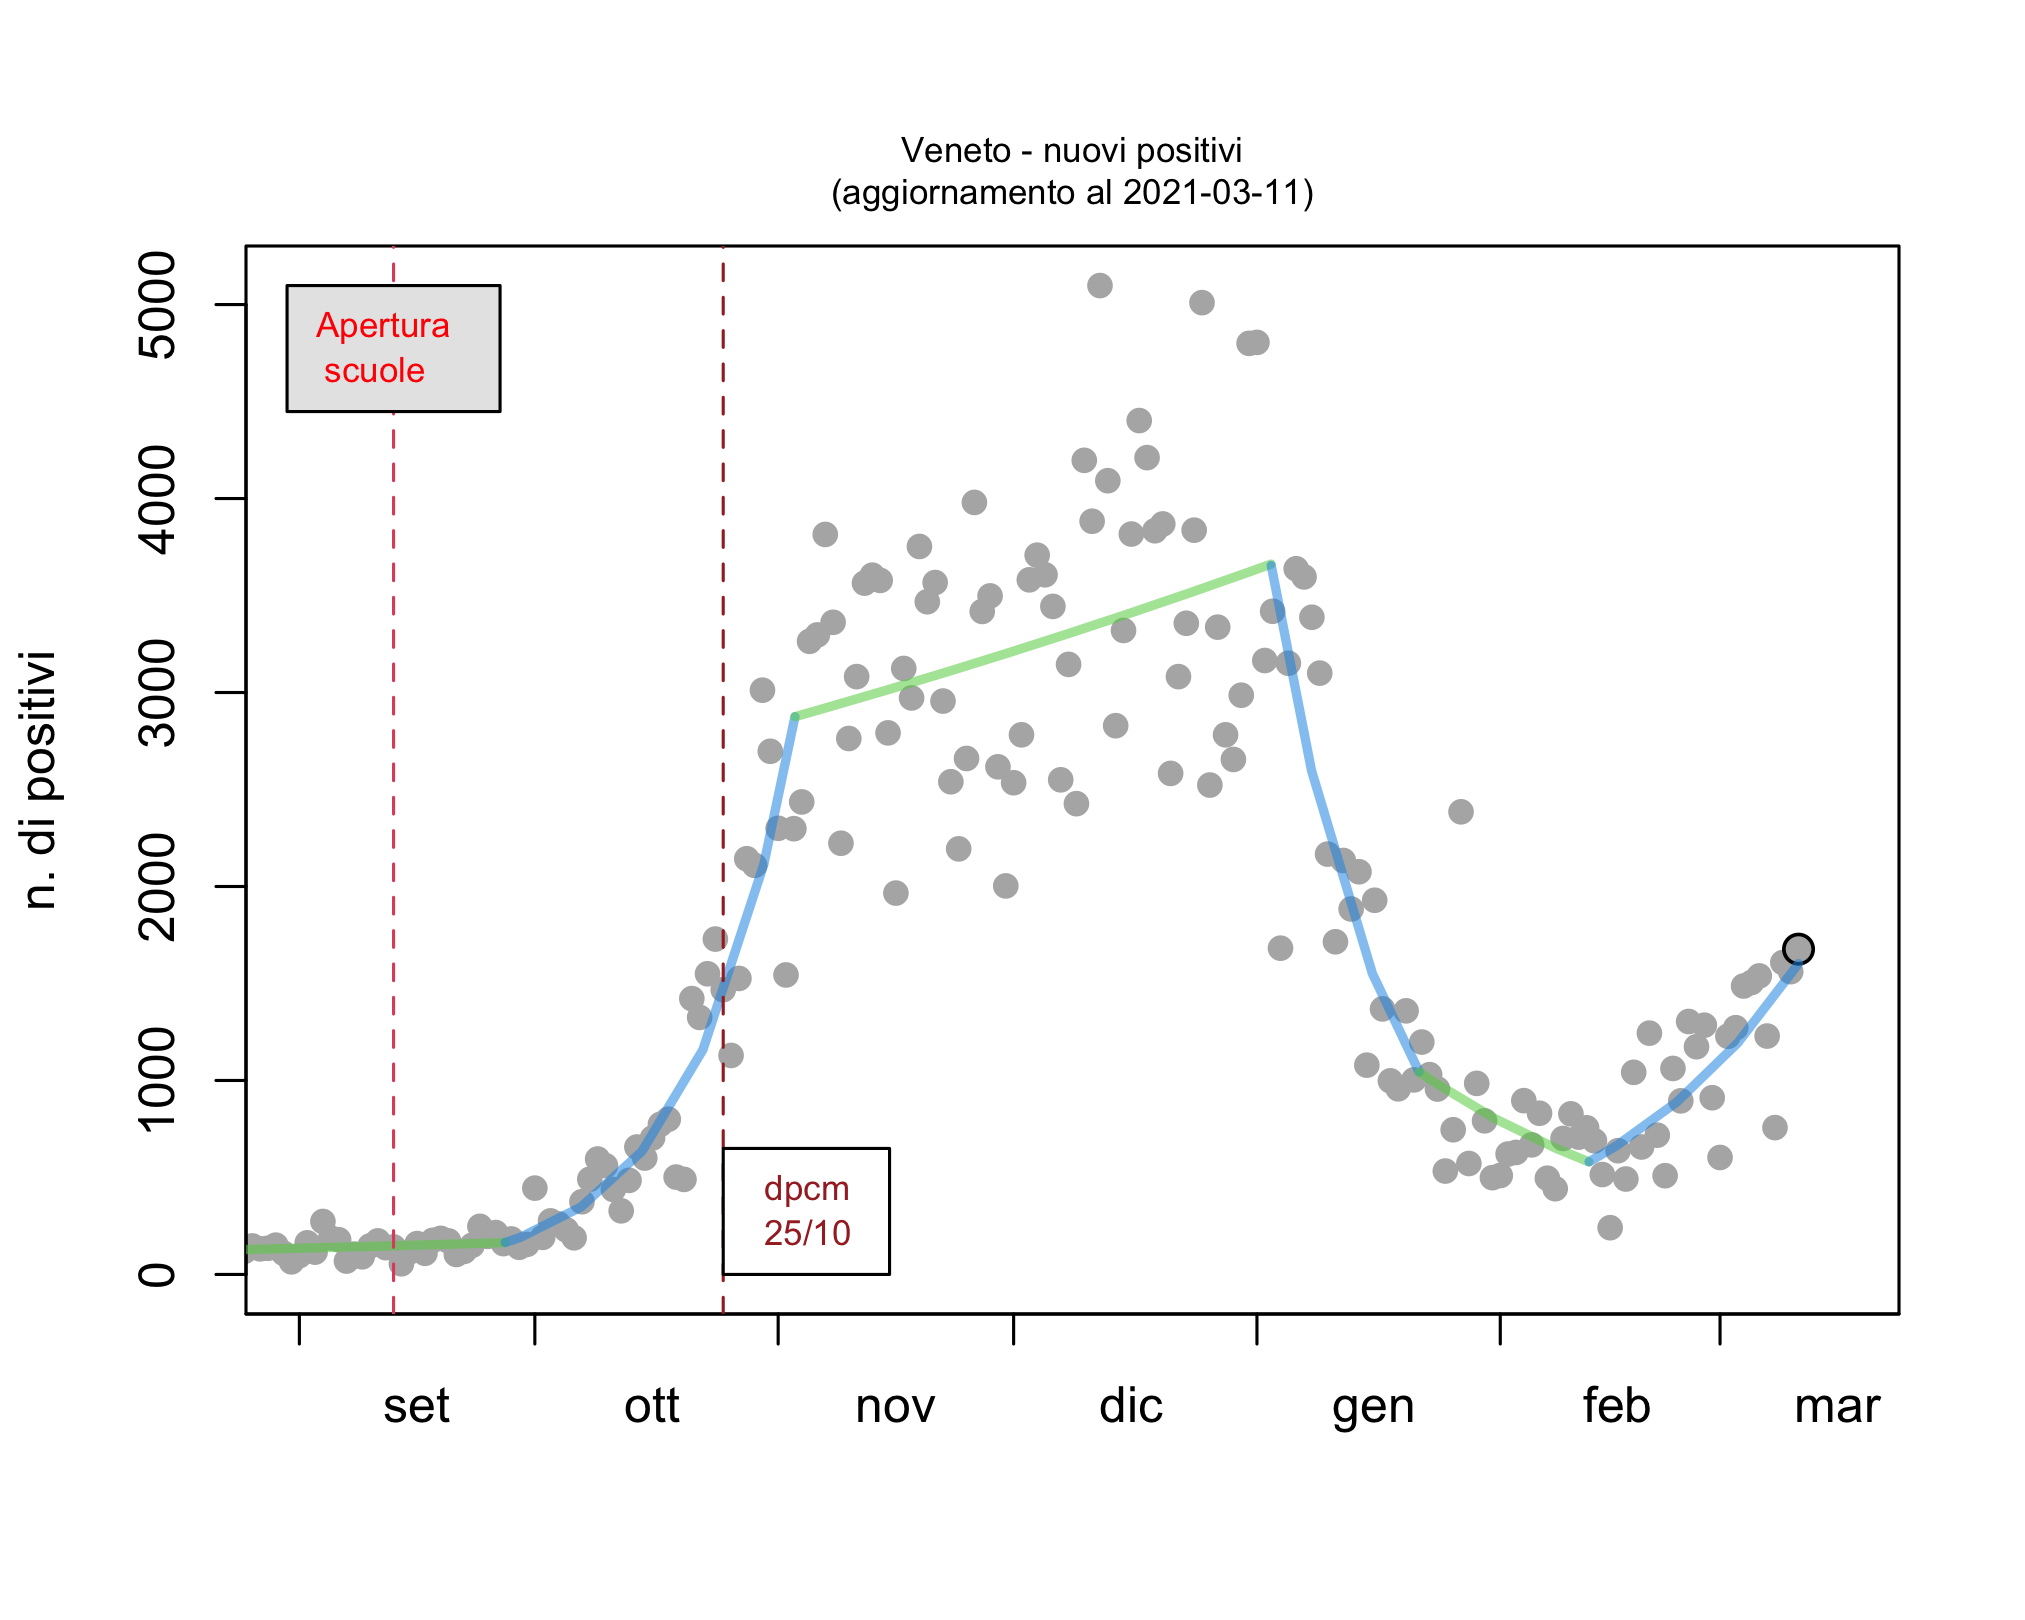 Veneto - nuovi positivi
(aggiornamento al 2021-03-11)
n. di positivi
5000
4000
3000
2000
1000
0
Apertura
scuole
dpcm
25/10
set ott nov dic gen feb mar